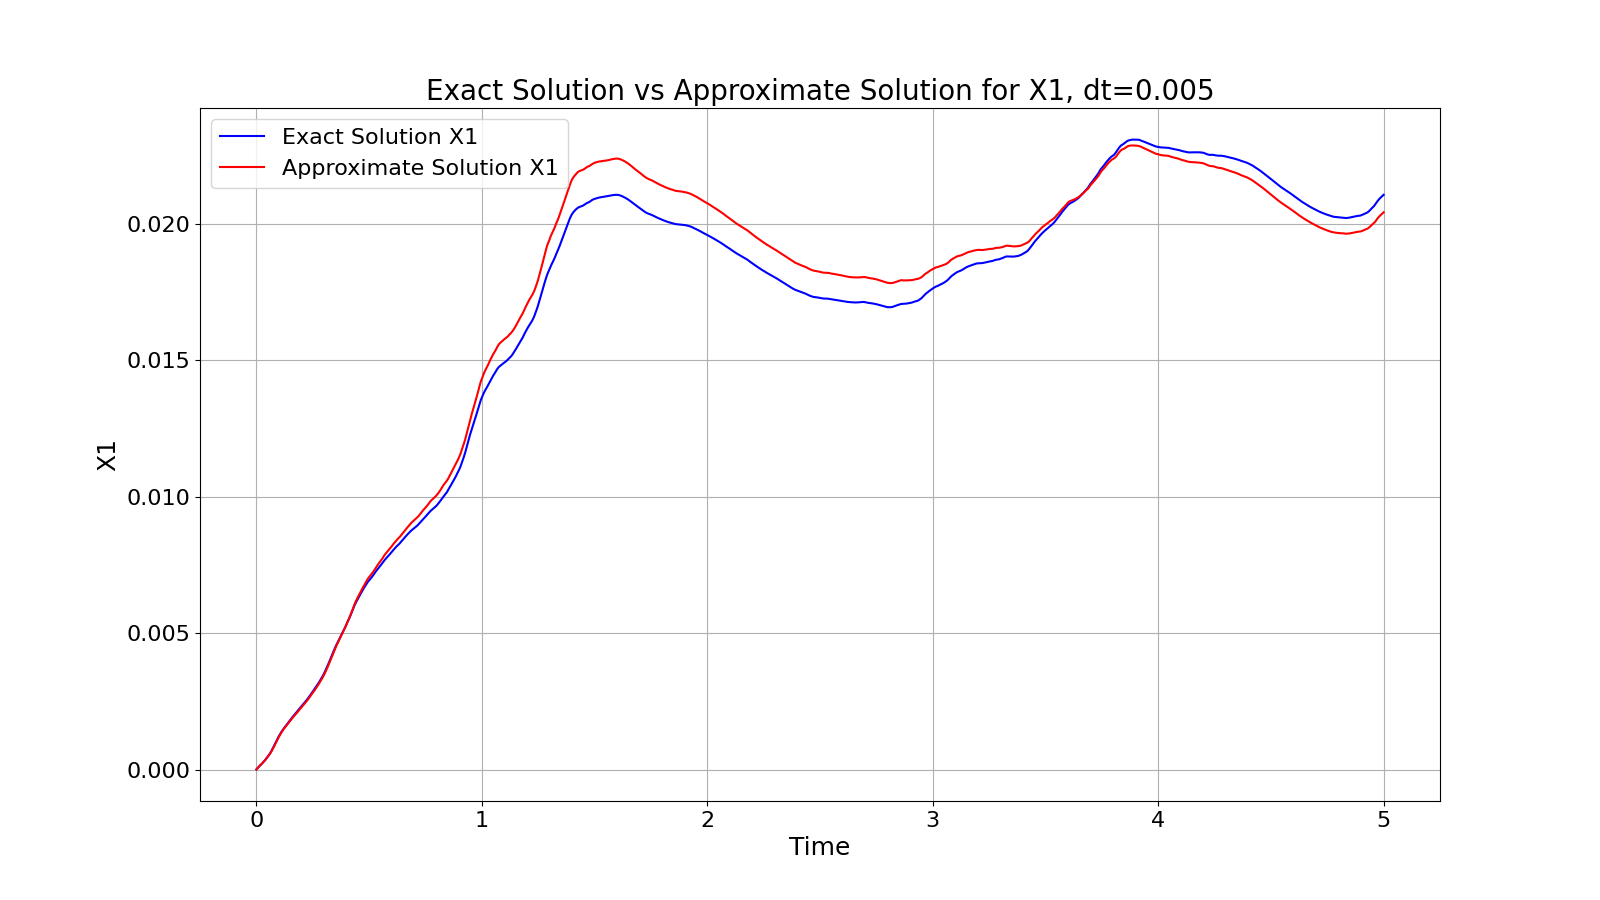 Exact Solution vs Approximate Solution for X1, dt=0.005
Exact Solution X1
Approximate Solution X1
0.020
0.015
0.010
0.005
0.000
X1
0 1 2 3 4 5
Time